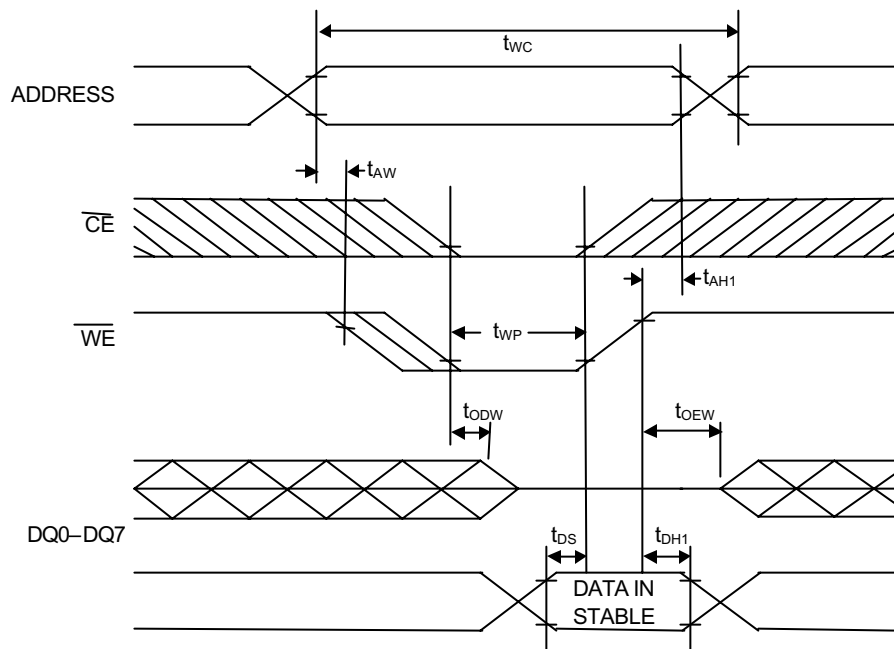 tWC
ADDRESS
tAW
CE
tAH1
WE
tWP
tODW
tOEW
DQ0–DQ7
tDS
tDH1
DATA IN
STABLE